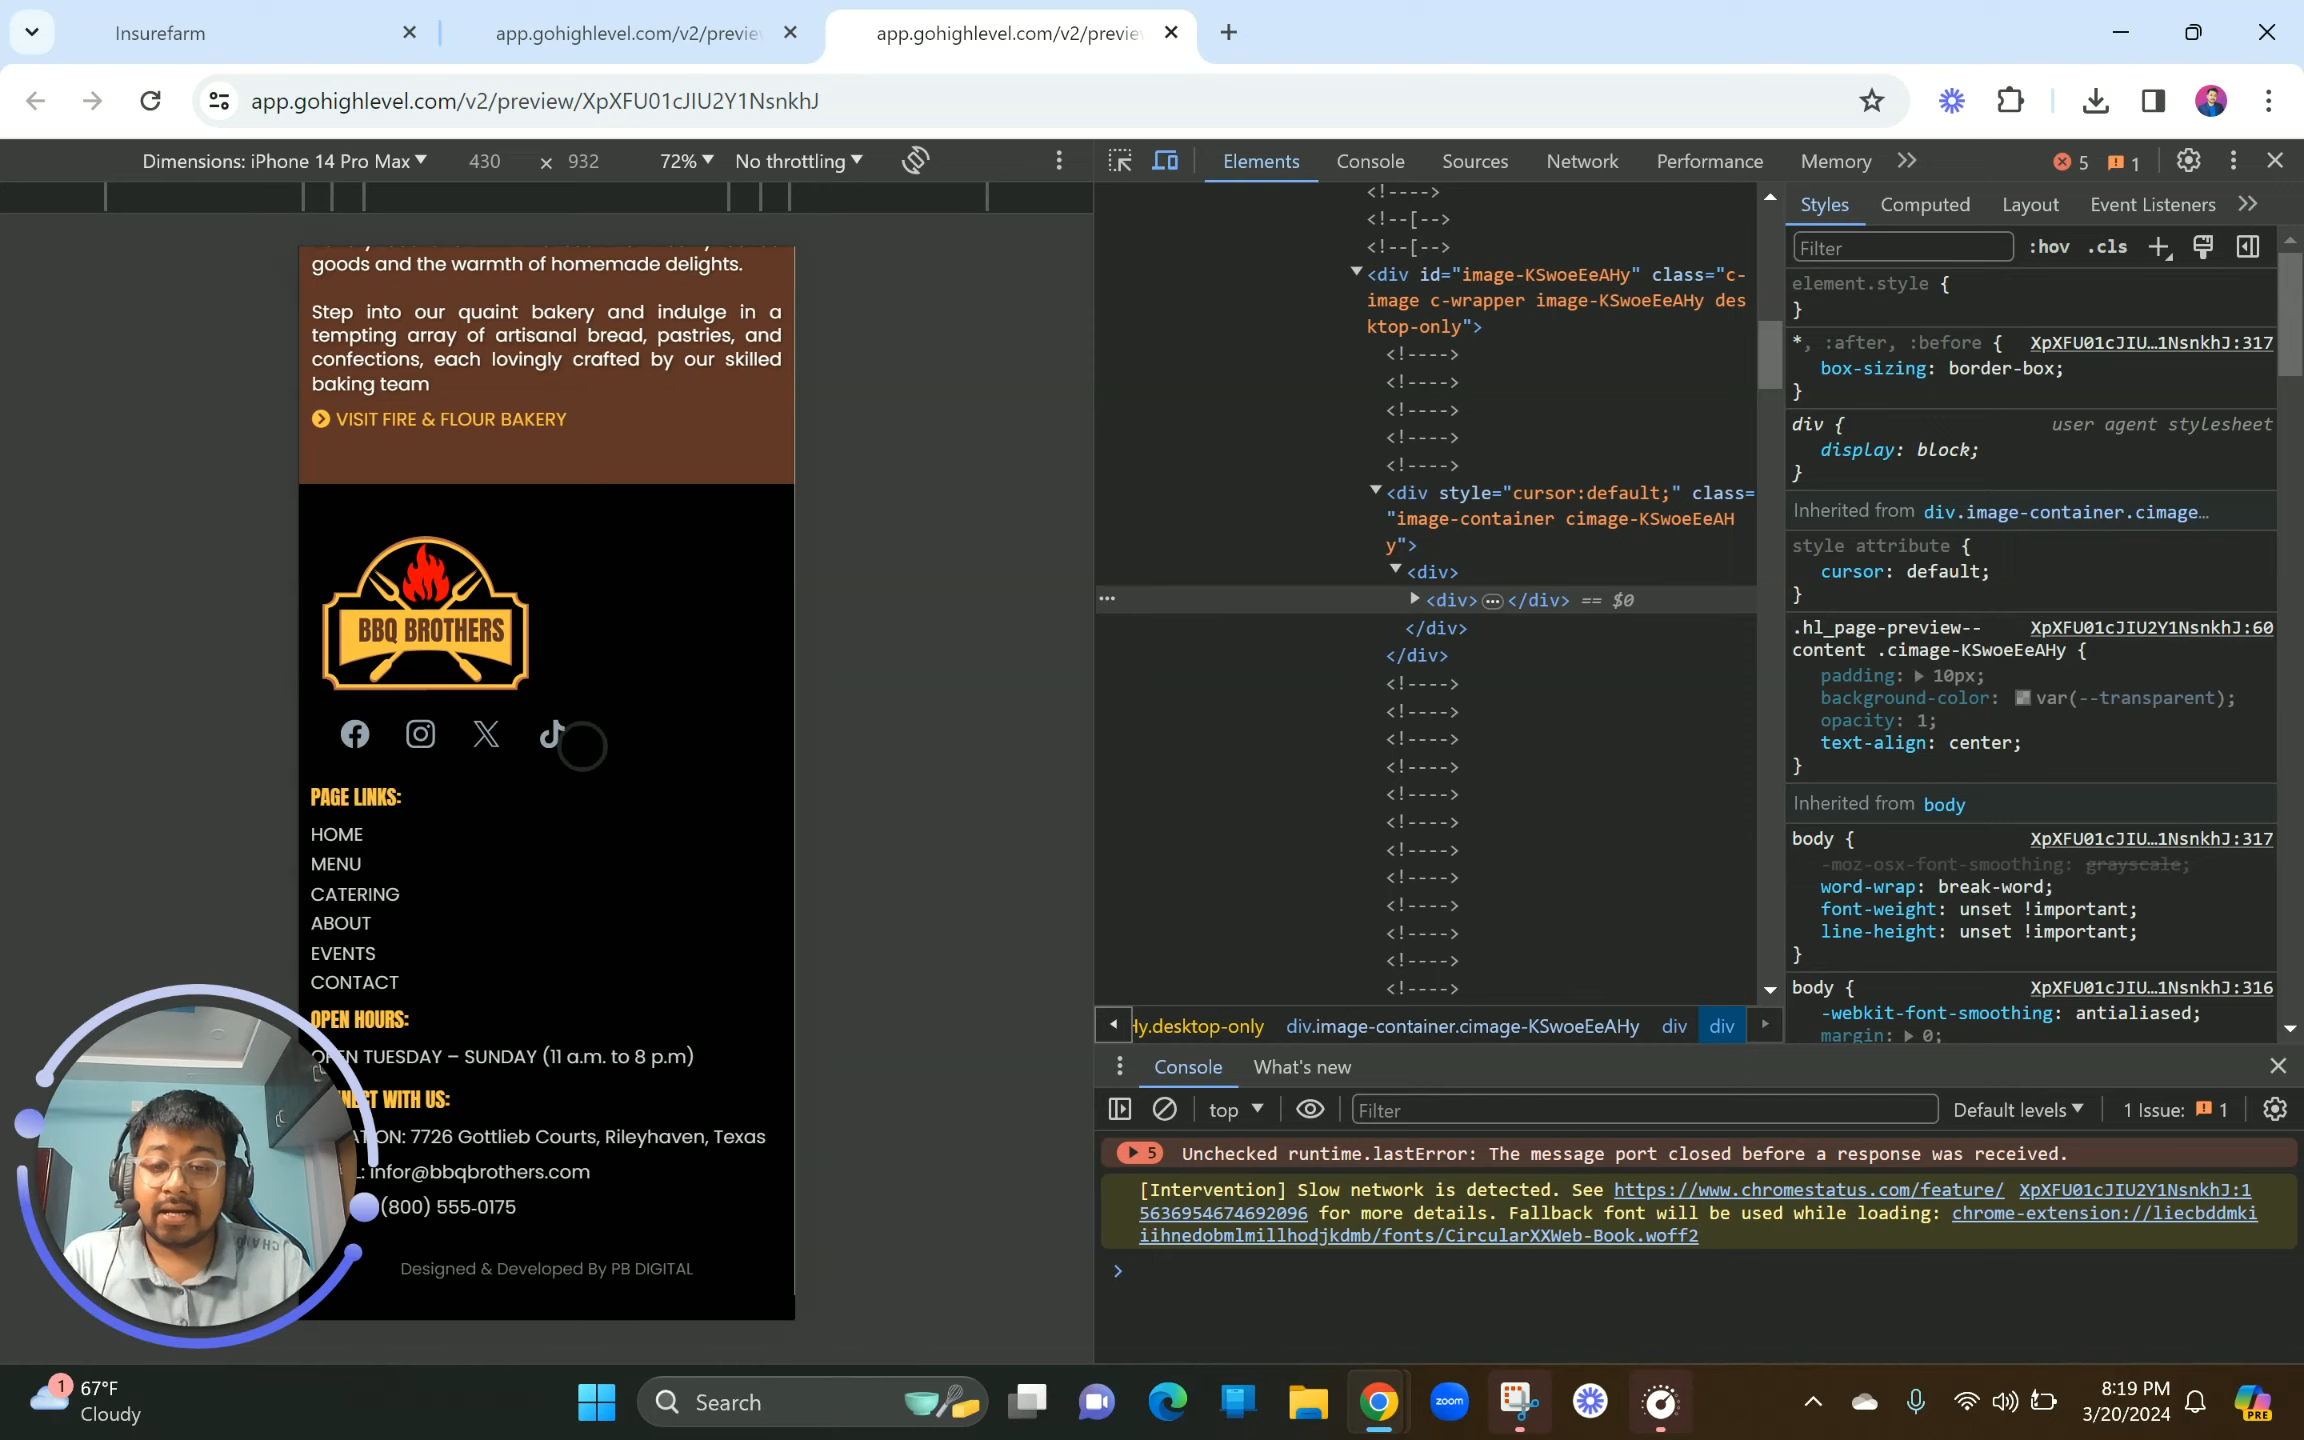 Insurefarm
app.gohighlevel.com/v2/previe
app.gohighlevel.com/v2/previe
app.gohighlevel.com/v2/preview/XpXFU01cJIU2Y1NsnkhJ
Dimensions: iPhone 14 Pro Max 430 × 932 72% No throttling
goods and the warmth of homemade delights.
Step into our quaint bakery and indulge in a
tempting array of artisanal bread, pastries, and
confections, each lovingly crafted by our skilled
baking team
VISIT FIRE & FLOUR BAKERY
BBQ BROTHERS
PAGE LINKS:
HOME
MENU
CATERING
ABOUT
EVENTS
CONTACT
OPEN HOURS:
OPEN TUESDAY – SUNDAY (11 a.m. to 8 p.m)
NECT WITH US:
ATION: 7726 Gottlieb Courts, Rileyhaven, Texas
L: infor@bbqbrothers.com
(800) 555-0175
Designed & Developed By PB DIGITAL
Elements Console Sources Network Performance Memory 5 1
<!---->
<!--[-->
<!--[-->
<div id="image-KSwoeEeAHy" class="c-
image c-wrapper image-KSwoeEeAHy des
ktop-only">
<!---->
<!---->
<!---->
<!---->
<!---->
<div style="cursor:default;" class=
"image-container cimage-KSwoeEeAH
y">
<div>
<div> … </div> == $0
</div>
</div>
<!---->
<!---->
<!---->
<!---->
<!---->
<!---->
<!---->
<!---->
<!---->
<!---->
<!---->
<!---->
Hy.desktop-only div.image-container.cimage-KSwoeEeAHy div div
Styles Computed Layout Event Listeners
Filter :hov .cls
element.style {
}
*, :after, :before { XpXFU01cJIU…1NsnkhJ:317
box-sizing: border-box;
}
div { user agent stylesheet
display: block;
}
Inherited from div.image-container.cimage…
style attribute {
cursor: default;
}
.hl_page-preview-- XpXFU01cJIU2Y1NsnkhJ:60
content .cimage-KSwoeEeAHy {
padding: 10px;
background-color: var(--transparent);
opacity: 1;
text-align: center;
}
Inherited from body
body { XpXFU01cJIU…1NsnkhJ:317
-moz-osx-font-smoothing: grayscale;
word-wrap: break-word;
font-weight: unset !important;
line-height: unset !important;
}
body { XpXFU01cJIU…1NsnkhJ:316
-webkit-font-smoothing: antialiased;
margin: 0;
Console What's new
top Filter Default levels 1 Issue: 1
5 Unchecked runtime.lastError: The message port closed before a response was received.
[Intervention] Slow network is detected. See https://www.chromestatus.com/feature/ XpXFU01cJIU2Y1NsnkhJ:1
5636954674692096 for more details. Fallback font will be used while loading: chrome-extension://liecbddmki
iihnedobmlmillhodjkdmb/fonts/CircularXXWeb-Book.woff2
1 67°F
Cloudy
Search
zoom
8:19 PM
3/20/2024
PRE